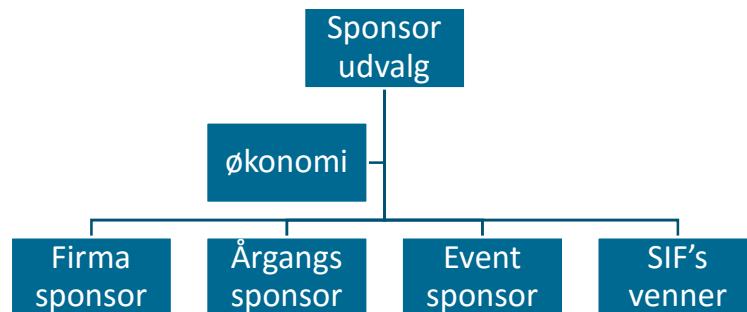 Sponsor
udvalg
økonomi
Firma
sponsor
Årgangs
sponsor
Event
sponsor
SIF’s
venner